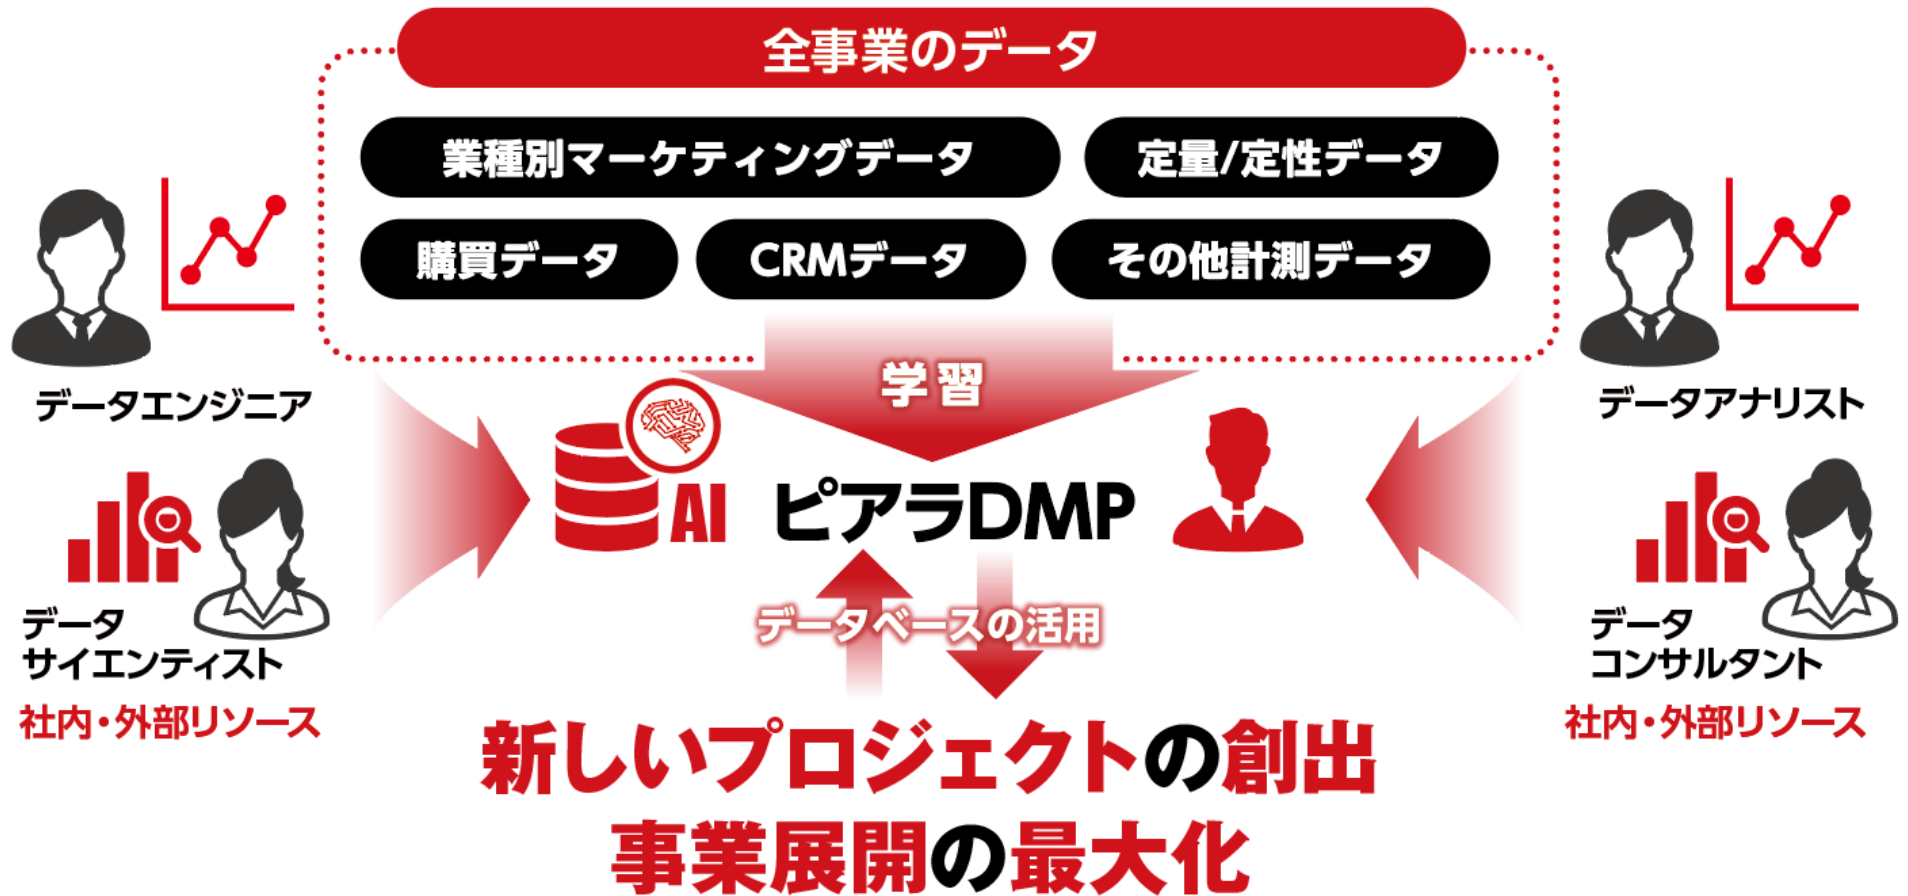 全事業のデータ
業種別マーケティングデータ
定量/定性データ
購買データ
CRMデータ
その他計測データ
学習
データエンジニア
データアナリスト
AI
ピアラDMP
データ
サイエンティスト
社内・外部リソース
データベースの活用
データ
コンサルタント
社内・外部リソース
新しいプロジェクトの創出
事業展開の最大化